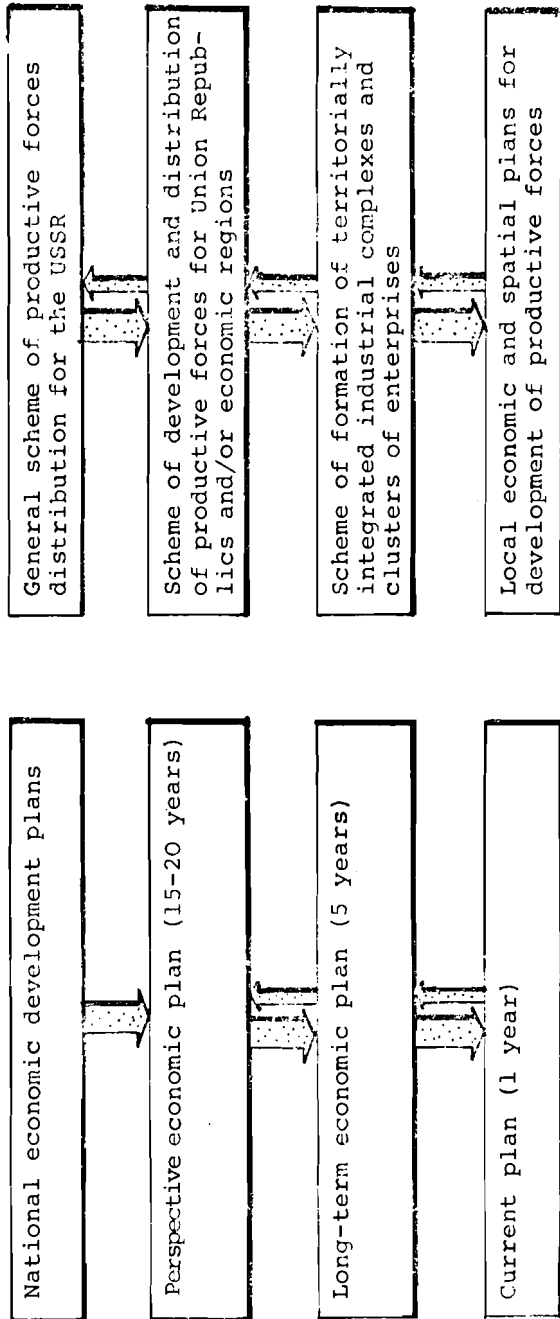 National economic development plans
Perspective economic plan (15-20 years)
Long-term economic plan (5 years)
Current plan (1 year)
General scheme of productive forces
distribution for the USSR
Scheme of development and distribution
of productive forces for Union Repub-
lics and/or economic regions
Scheme of formation of territorially
integrated industrial complexes and
clusters of enterprises
Local economic and spatial plans for
development of productive forces